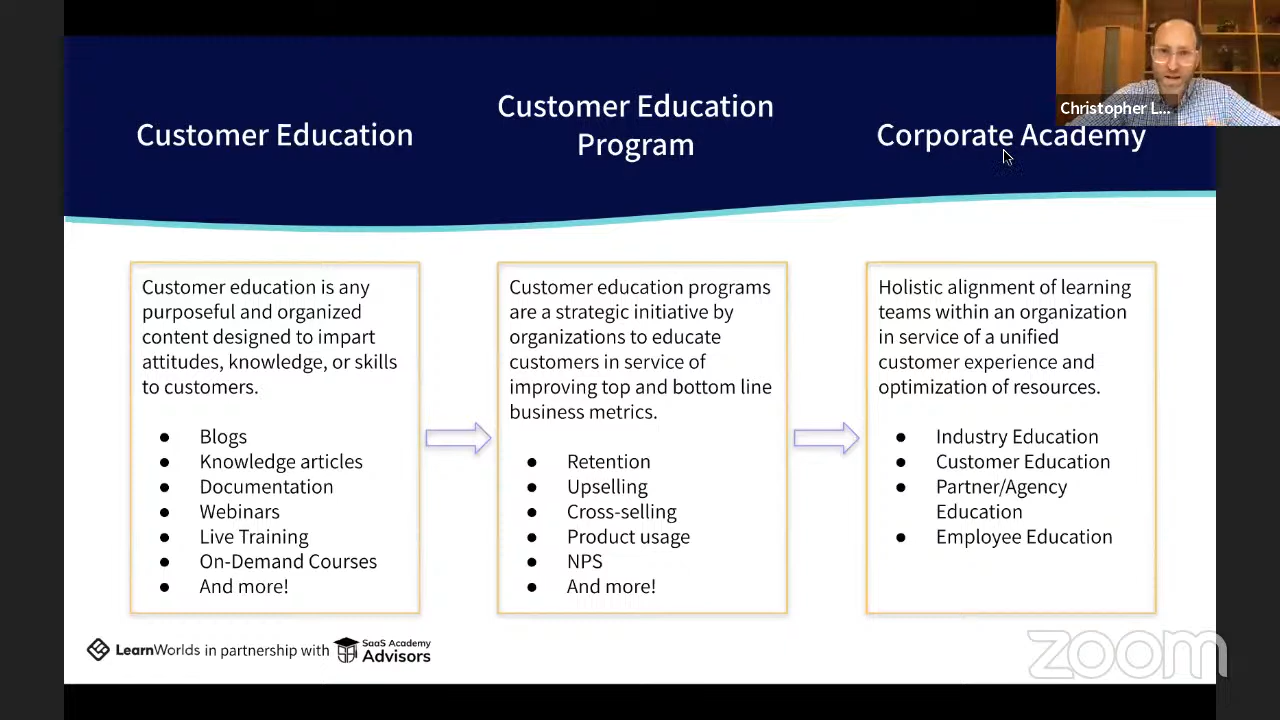 Christopher L...
Customer Education
Customer Education
Program
Corporate Academy
Customer education is any
purposeful and organized
content designed to impart
attitudes, knowledge, or skills
to customers.
● Blogs
● Knowledge articles
● Documentation
● Webinars
● Live Training
● On-Demand Courses
● And more!
Customer education programs
are a strategic initiative by
organizations to educate
customers in service of
improving top and bottom line
business metrics.
● Retention
● Upselling
● Cross-selling
● Product usage
● NPS
● And more!
Holistic alignment of learning
teams within an organization
in service of a unified
customer experience and
optimization of resources.
● Industry Education
● Customer Education
● Partner/Agency
Education
● Employee Education
LearnWorlds in partnership with
SaaS Academy
Advisors
zoom